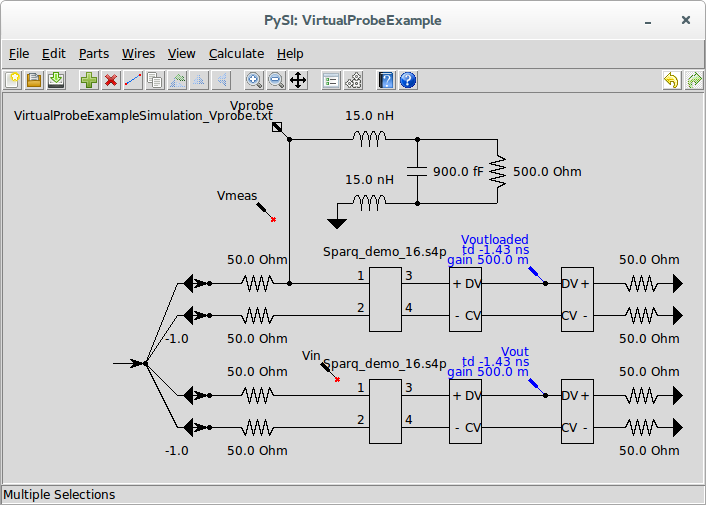 PySI: VirtualProbeExample
File Edit Parts Wires View Calculate Help
Vprobe
VirtualProbeExampleSimulation_Vprobe.txt
15.0 nH
900.0 fF
500.0 Ohm
15.0 nH
Vmeas
Voutloaded
td -1.43 ns
gain 500.0 m
50.0 Ohm
Sparq_demo_16.s4p
50.0 Ohm
1 3 + DV DV +
2 4 - CV CV -
-1.0
50.0 Ohm
50.0 Ohm
Vin
Vout
td -1.43 ns
gain 500.0 m
50.0 Ohm
Sparq_demo_16.s4p
50.0 Ohm
1 3 + DV DV +
2 4 - CV CV -
-1.0
50.0 Ohm
50.0 Ohm
Multiple Selections